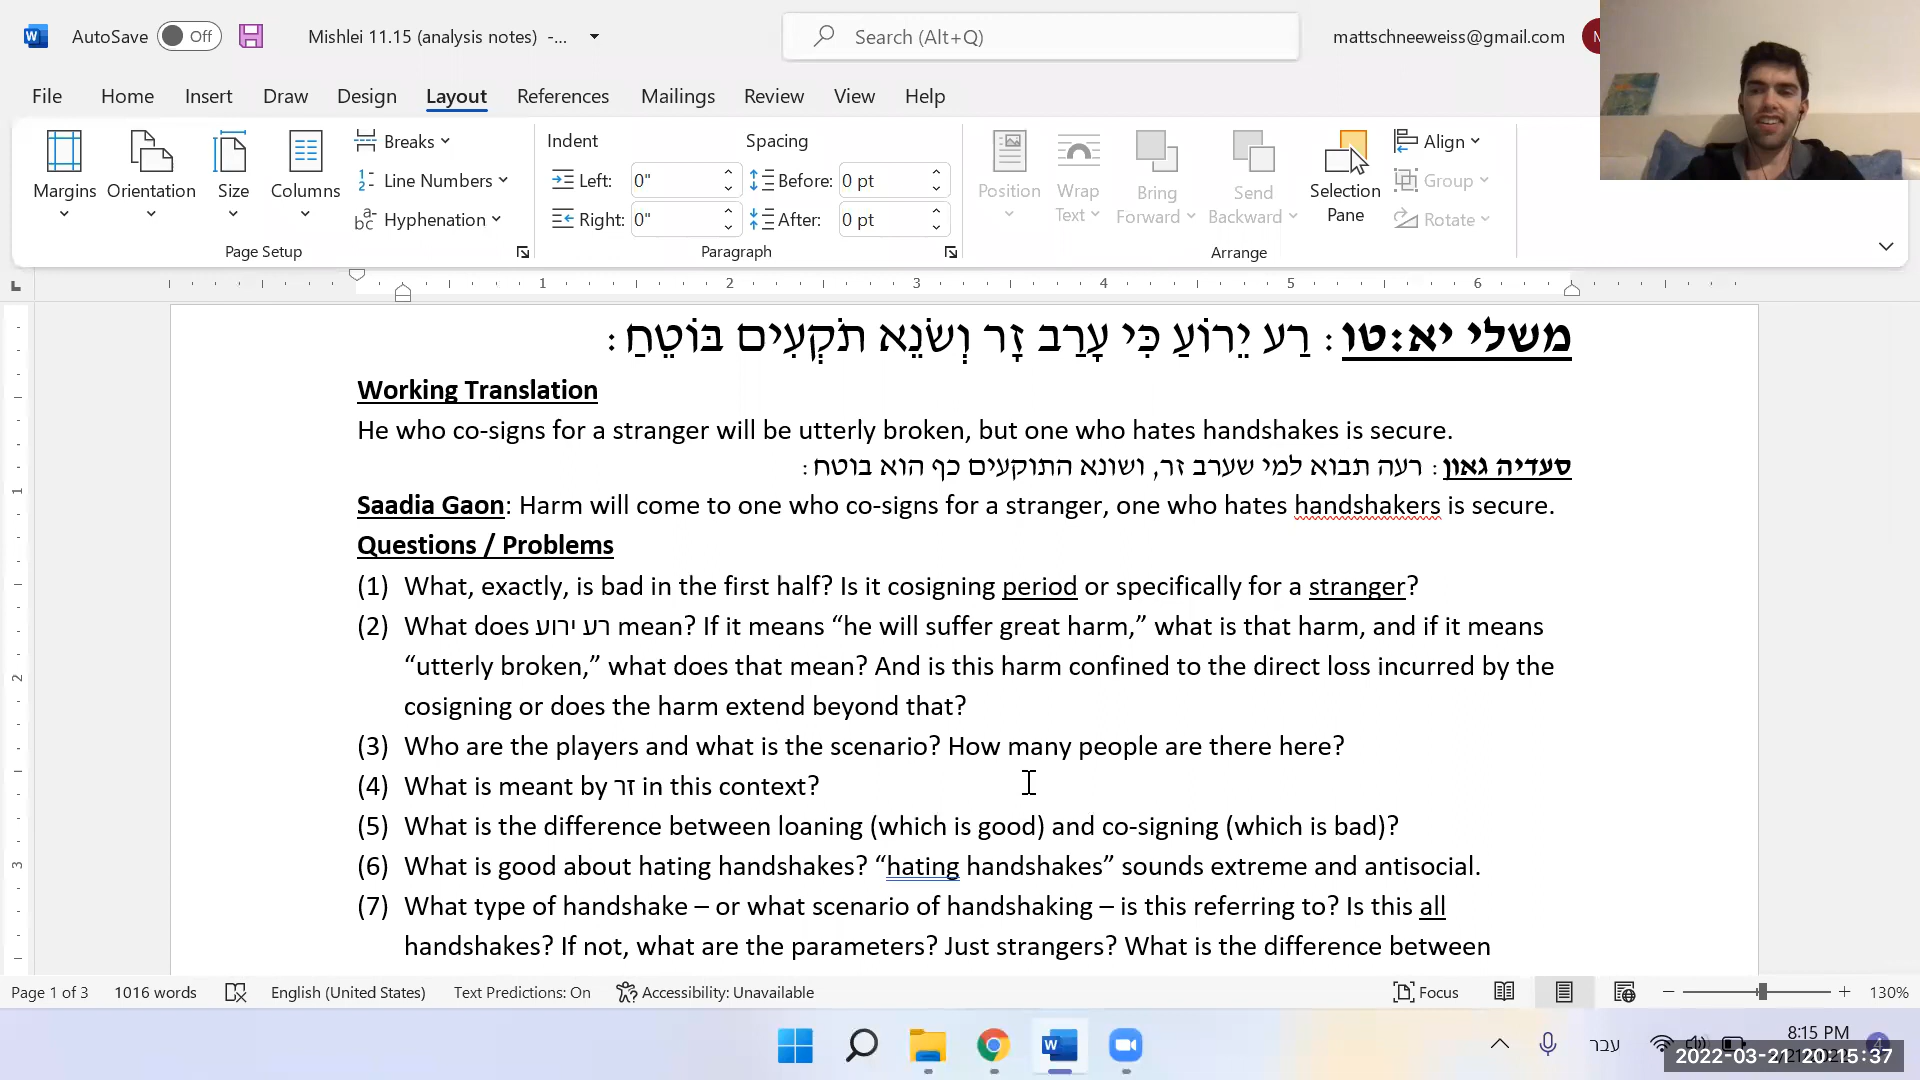 AutoSave Off Mishlei 11.15 (analysis notes) -... Search (Alt+Q) mattschneeweiss@gmail.com
File Home Insert Draw Design Layout References Mailings Review View Help
Margins Orientation Size Columns Breaks Line Numbers Hyphenation
Page Setup
Indent Spacing
Left: 0" Before: 0 pt
Right: 0" After: 0 pt
Paragraph
Position Wrap Text Bring Forward Send Backward Selection Pane Align Group Rotate
Arrange
1 2 3 4 5 6
משלי יא:טו: רַע יֵרוֹעַ כִּי עָרַב זָר וְשֹׂנֵא תֹקְעִים בּוֹטֵחַ:
Working Translation
He who co-signs for a stranger will be utterly broken, but one who hates handshakes is secure.
סעדיה גאון: רעה תבוא למי שערב זר, ושונא התוקעים כף הוא בוטח:
Saadia Gaon: Harm will come to one who co-signs for a stranger, one who hates handshakers is secure.
Questions / Problems
(1) What, exactly, is bad in the first half? Is it cosigning period or specifically for a stranger?
(2) What does רע ירוע mean? If it means “he will suffer great harm,” what is that harm, and if it means
“utterly broken,” what does that mean? And is this harm confined to the direct loss incurred by the
cosigning or does the harm extend beyond that?
(3) Who are the players and what is the scenario? How many people are there here?
(4) What is meant by זר in this context?
(5) What is the difference between loaning (which is good) and co-signing (which is bad)?
(6) What is good about hating handshakes? “hating handshakes” sounds extreme and antisocial.
(7) What type of handshake – or what scenario of handshaking – is this referring to? Is this all
handshakes? If not, what are the parameters? Just strangers? What is the difference between
Page 1 of 3 1016 words English (United States) Text Predictions: On Accessibility: Unavailable Focus 130%
עבר 8:15 PM
2022-03-21 20:15:37